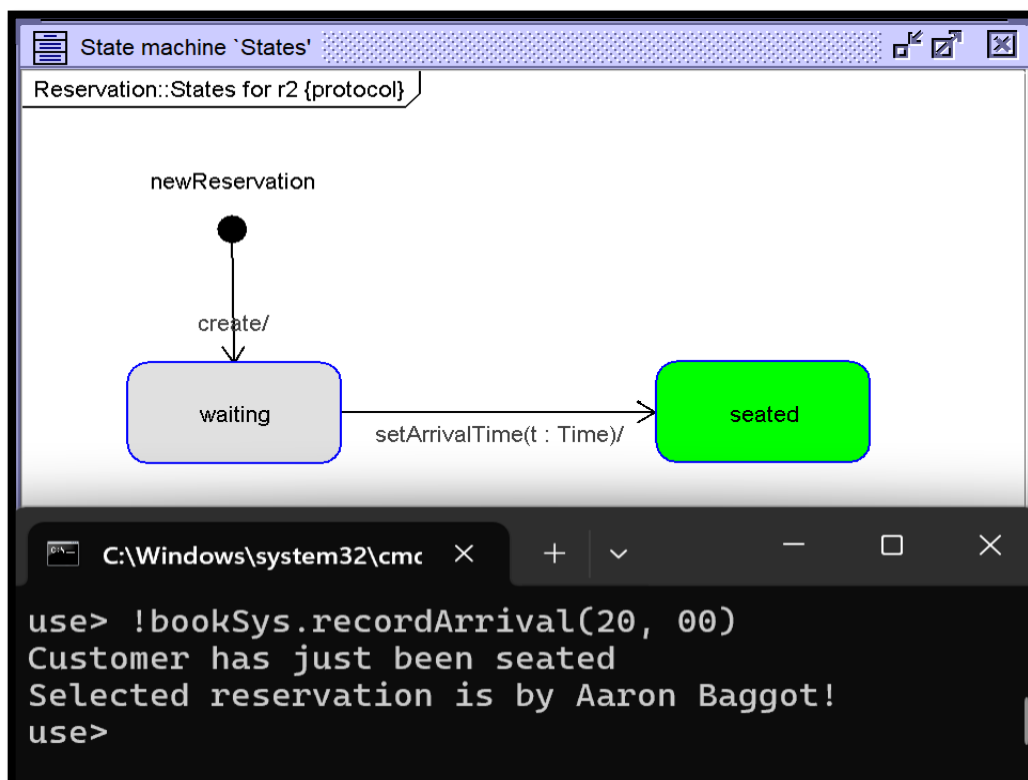 State machine `States'
Reservation::States for r2 {protocol}
newReservation
create/
waiting
setArrivalTime(t : Time)/
seated
C:\Windows\system32\cmc
use> !bookSys.recordArrival(20, 00)
Customer has just been seated
Selected reservation is by Aaron Baggot!
use>